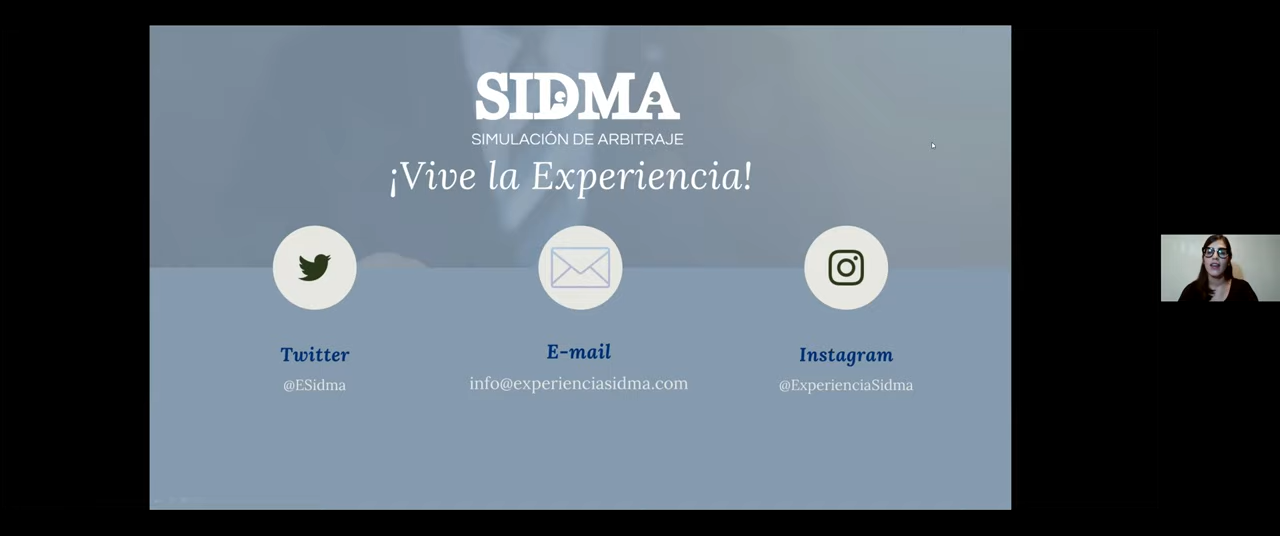 SIDMA
SIMULACIÓN DE ARBITRAJE
¡Vive la Experiencia!
Twitter
@ESidma
E-mail
info@experienciasidma.com
Instagram
@ExperienciaSidma